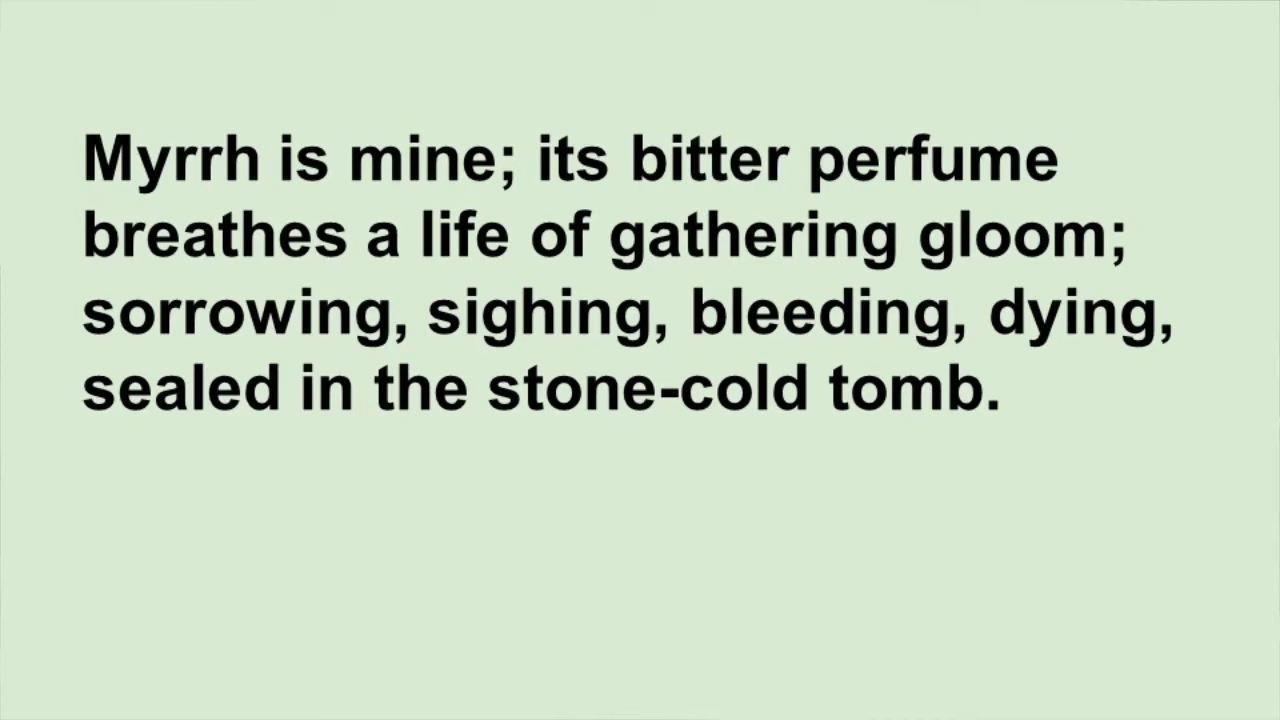 Myrrh is mine; its bitter perfume
breathes a life of gathering gloom;
sorrowing, sighing, bleeding, dying,
sealed in the stone-cold tomb.